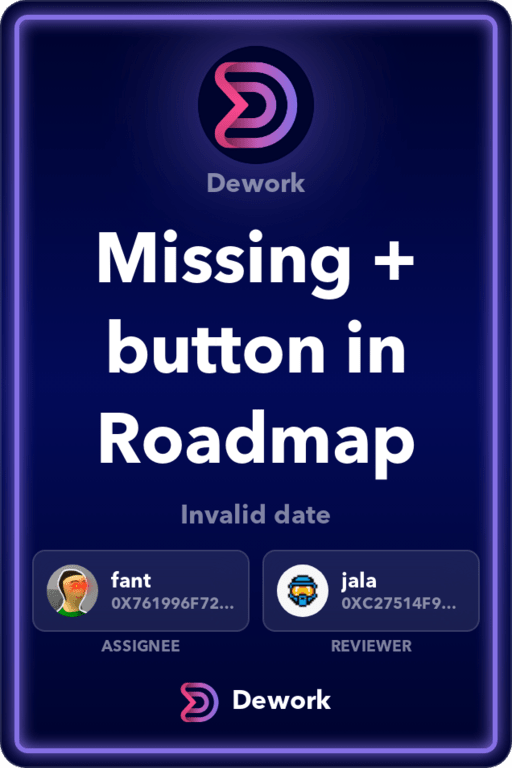 Dework
Missing +
button in
Roadmap
Invalid date
fant
0X761996F72...
jala
0XC27514F9...
ASSIGNEE
REVIEWER
Dework